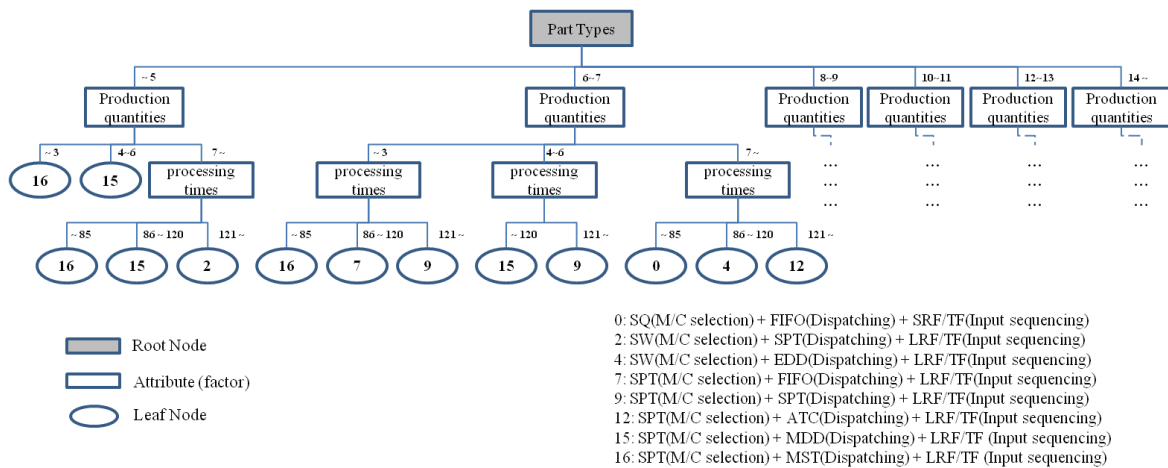 Part Types
~ 5
6~7
8~9
10~11
12~13
14~
Production
quantities
Production
quantities
Production
quantities
Production
quantities
Production
quantities
Production
quantities
~ 3
4~6
7~
~3
4~6
7~
16
15
processing
times
processing
times
processing
times
processing
times
...
...
...
...
...
...
...
...
...
...
...
...
~ 85
86 ~ 120
121 ~
~ 85
86 ~ 120
121 ~
~ 120
121 ~
~ 85
86 ~ 120
121 ~
16
15
2
16
7
9
15
9
0
4
12
Root Node
Attribute (factor)
Leaf Node
0: SQ(M/C selection) + FIFO(Dispatching) + SRF/TF(Input sequencing)
2: SW(M/C selection) + SPT(Dispatching) + LRF/TF(Input sequencing)
4: SW(M/C selection) + EDD(Dispatching) + LRF/TF(Input sequencing)
7: SPT(M/C selection) + FIFO(Dispatching) + LRF/TF(Input sequencing)
9: SPT(M/C selection) + SPT(Dispatching) + LRF/TF(Input sequencing)
12: SPT(M/C selection) + ATC(Dispatching) + LRF/TF(Input sequencing)
15: SPT(M/C selection) + MDD(Dispatching) + LRF/TF (Input sequencing)
16: SPT(M/C selection) + MST(Dispatching) + LRF/TF (Input sequencing)